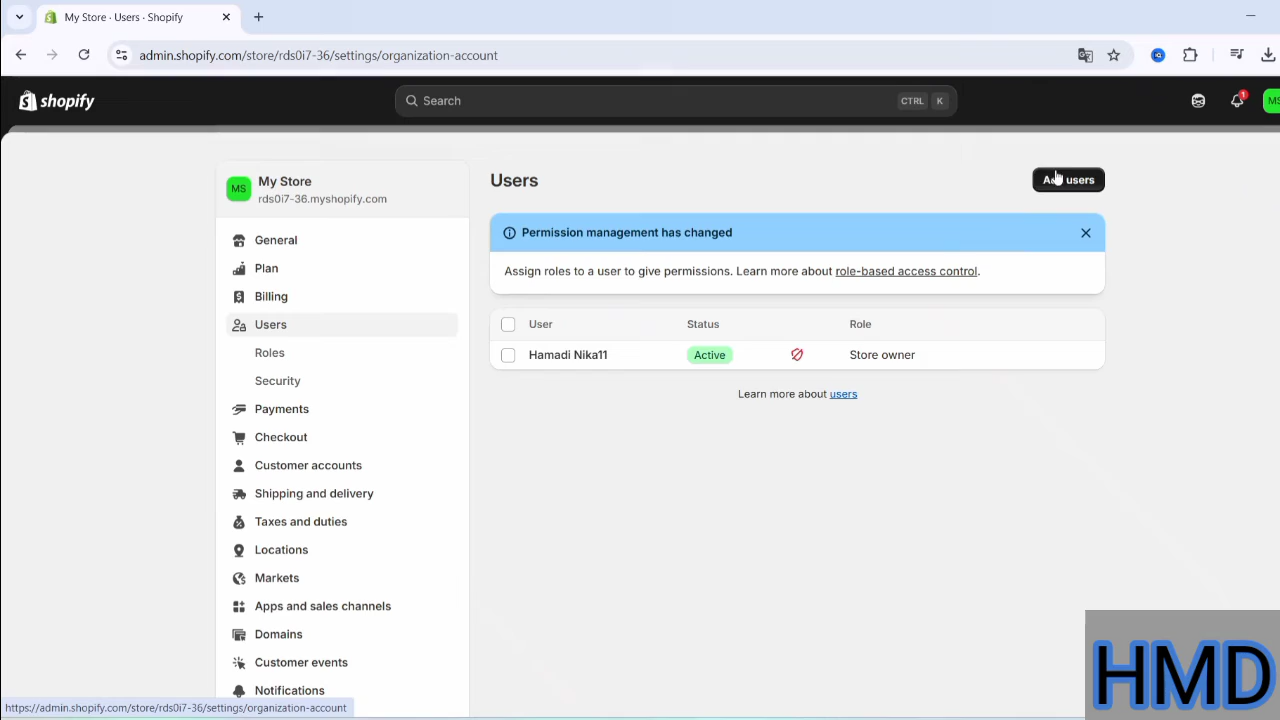 My Store · Users · Shopify
admin.shopify.com/store/rds0i7-36/settings/organization-account
shopify
Search
CTRL K
1
MS
MS
My Store
rds0i7-36.myshopify.com
General
Plan
Billing
Users
Roles
Security
Payments
Checkout
Customer accounts
Shipping and delivery
Taxes and duties
Locations
Markets
Apps and sales channels
Domains
Customer events
Notifications
Users
Add users
Permission management has changed
Assign roles to a user to give permissions. Learn more about role-based access control.
User Status Role
Hamadi Nika11 Active Store owner
Learn more about users
HMD
https://admin.shopify.com/store/rds0i7-36/settings/organization-account